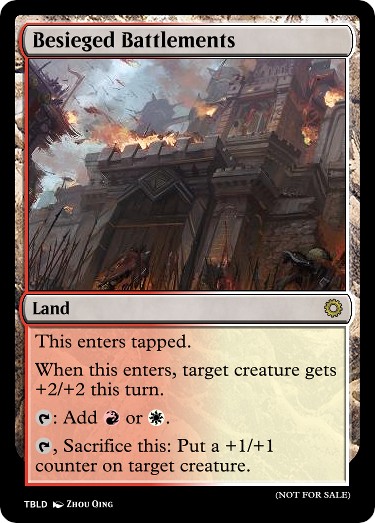 Besieged Battlements
Land
This enters tapped.
When this enters, target creature gets
+2/+2 this turn.
: Add or .
, Sacrifice this: Put a +1/+1
counter on target creature.
TBLD Zhou Qing
(NOT FOR SALE)